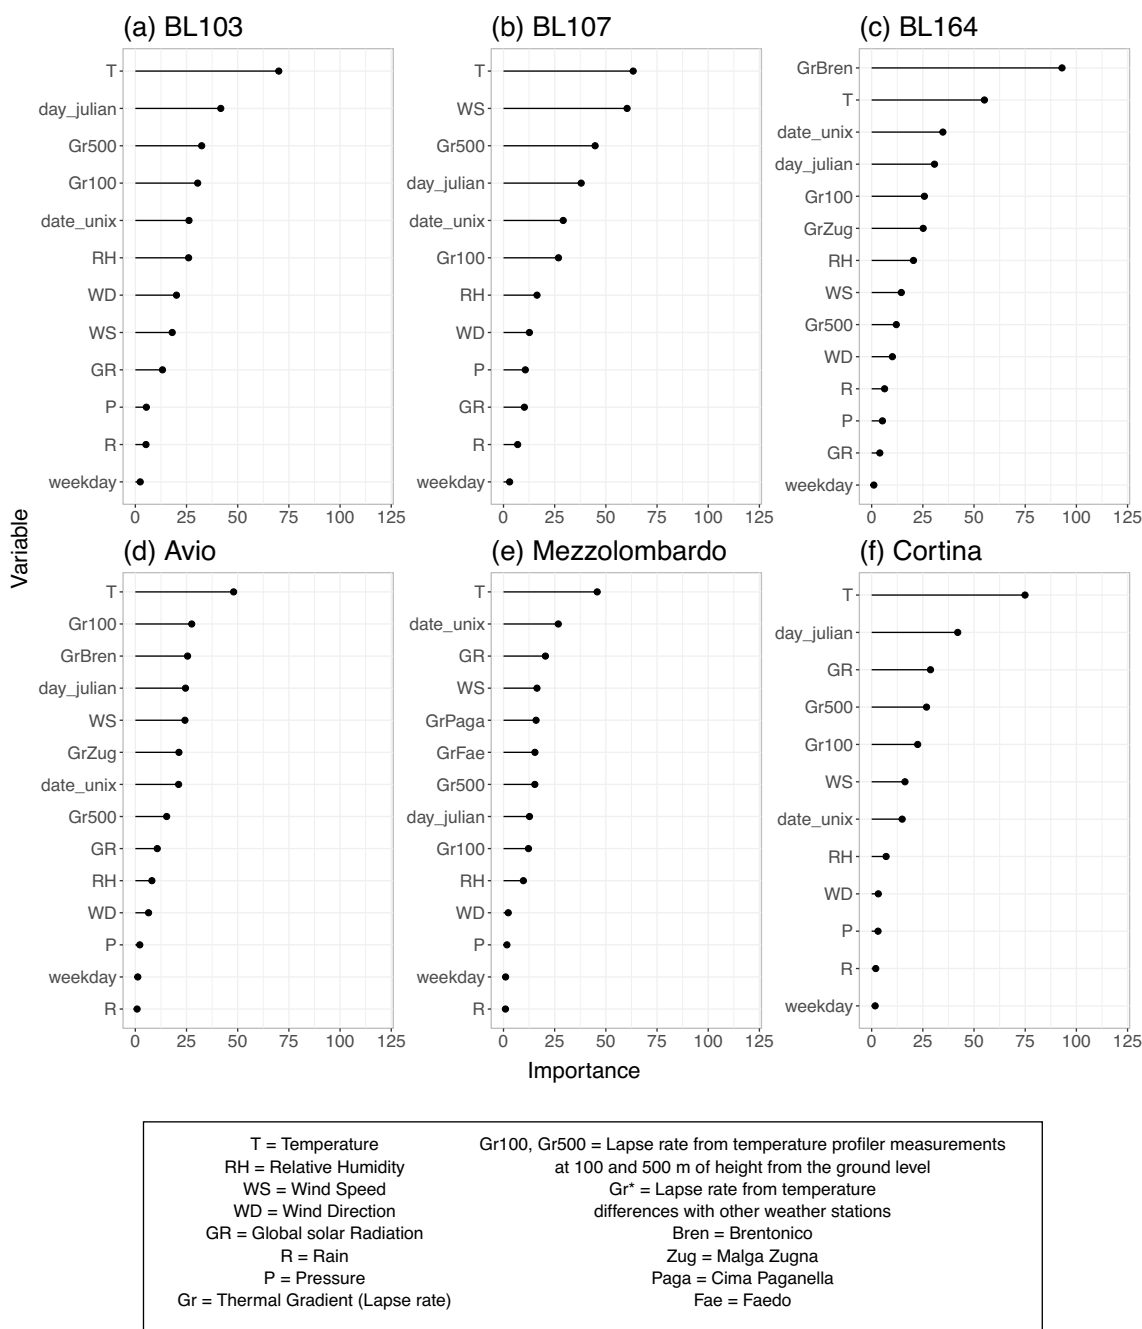 (a) BL103
T
day_julian
Gr500
Gr100
date_unix
RH
WD
WS
GR
P
R
weekday
0 25 50 75 100 125
(b) BL107
T
WS
Gr500
day_julian
date_unix
Gr100
RH
WD
P
GR
R
weekday
0 25 50 75 100 125
(c) BL164
GrBren
T
date_unix
day_julian
Gr100
GrZug
RH
WS
Gr500
WD
R
P
GR
weekday
0 25 50 75 100 125
Variable
(d) Avio
T
Gr100
GrBren
day_julian
WS
GrZug
date_unix
Gr500
GR
RH
WD
P
weekday
R
0 25 50 75 100 125
(e) Mezzolombardo
T
date_unix
GR
WS
GrPaga
GrFae
Gr500
day_julian
Gr100
RH
WD
P
weekday
R
0 25 50 75 100 125
(f) Cortina
T
day_julian
GR
Gr500
Gr100
WS
date_unix
RH
WD
P
R
weekday
0 25 50 75 100 125
Importance
T = Temperature
RH = Relative Humidity
WS = Wind Speed
WD = Wind Direction
GR = Global solar Radiation
R = Rain
P = Pressure
Gr = Thermal Gradient (Lapse rate)
Gr100, Gr500 = Lapse rate from temperature profiler measurements
at 100 and 500 m of height from the ground level
Gr* = Lapse rate from temperature
differences with other weather stations
Bren = Brentonico
Zug = Malga Zugna
Paga = Cima Paganella
Fae = Faedo